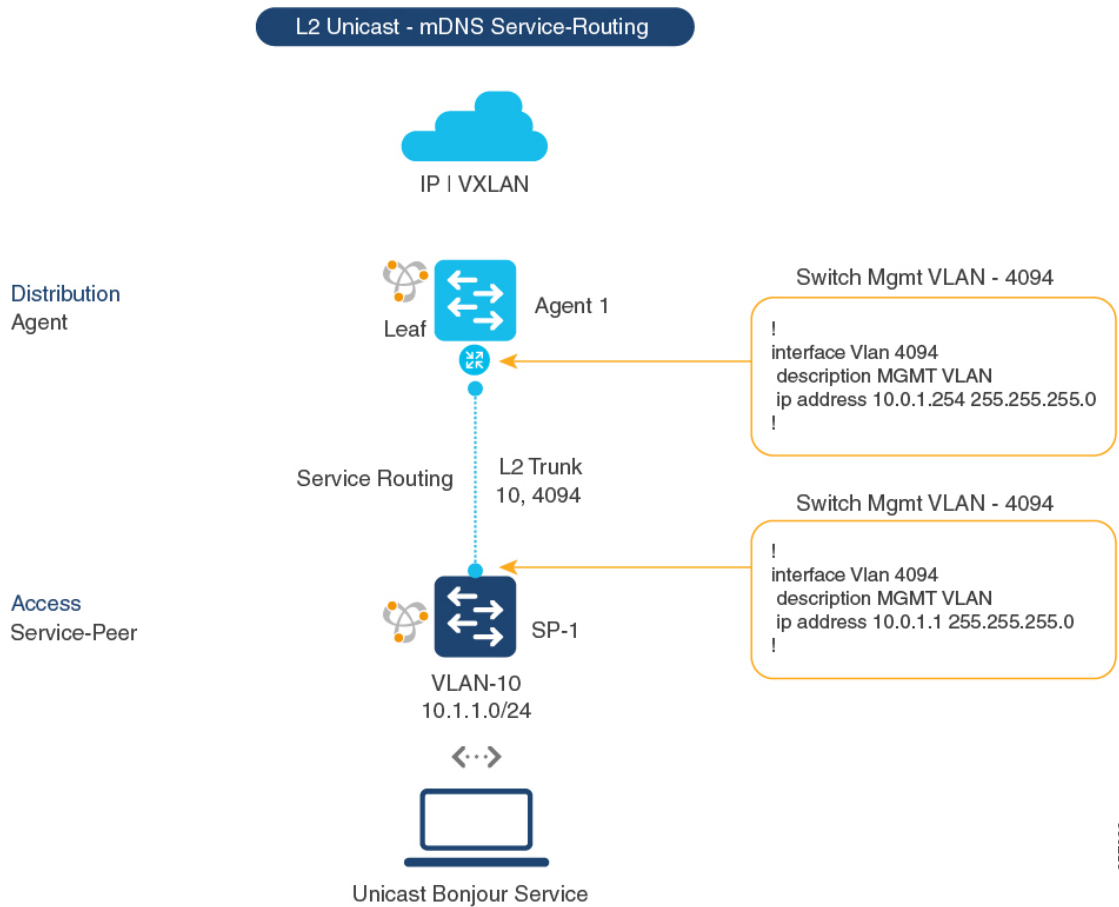 L2 Unicast - mDNS Service-Routing
IP | VXLAN
Distribution
Agent
Leaf
Agent 1
Switch Mgmt VLAN - 4094
!
interface Vlan 4094
description MGMT VLAN
ip address 10.0.1.254 255.255.255.0
!
Service Routing
L2 Trunk
10, 4094
Switch Mgmt VLAN - 4094
!
interface Vlan 4094
description MGMT VLAN
ip address 10.0.1.1 255.255.255.0
!
Access
Service-Peer
SP-1
VLAN-10
10.1.1.0/24
Unicast Bonjour Service